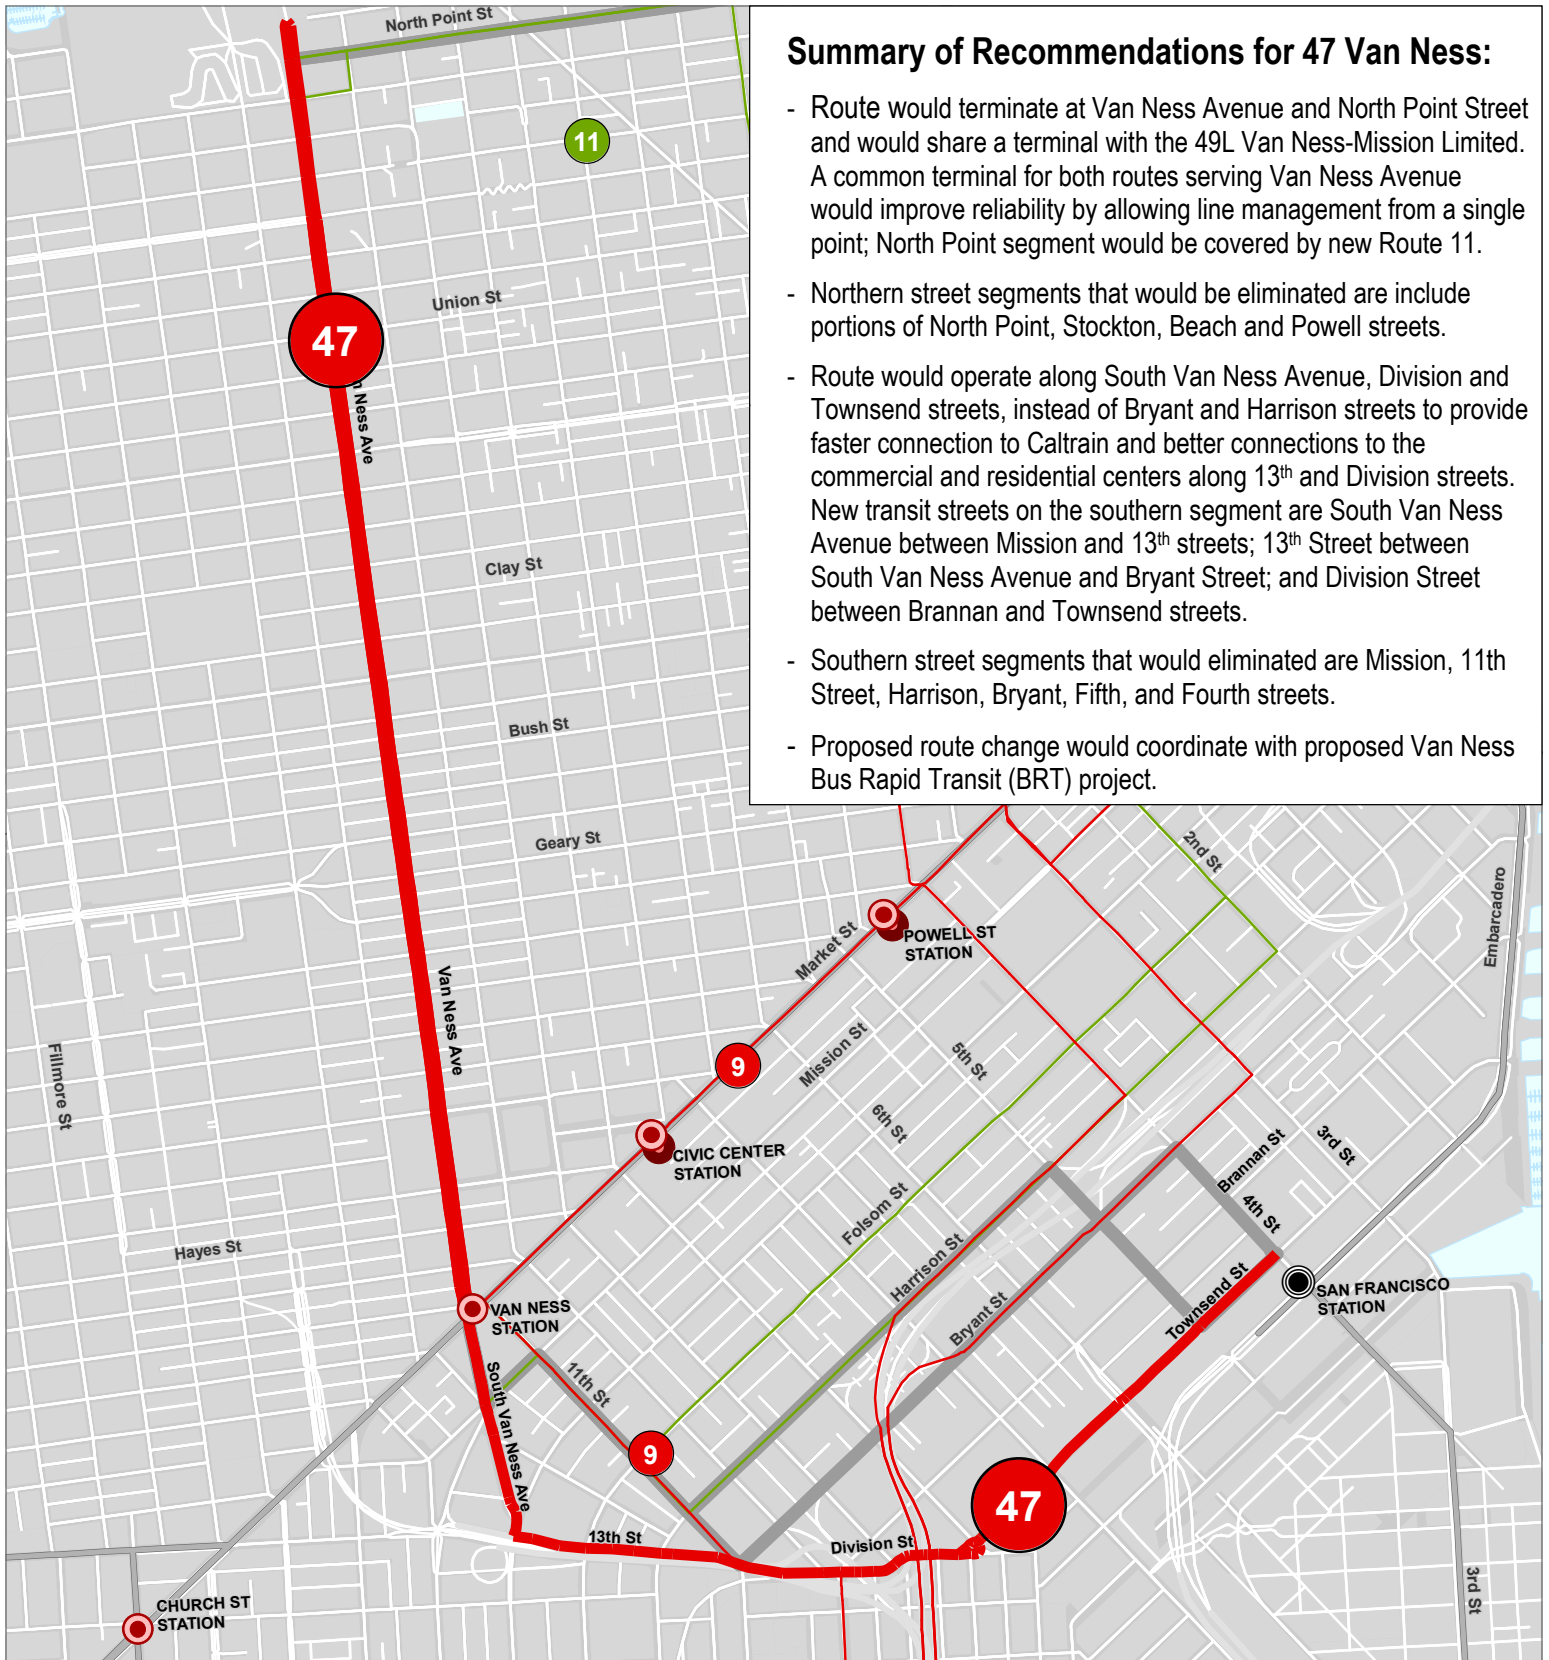 North Point St
Summary of Recommendations for 47 Van Ness:
- Route would terminate at Van Ness Avenue and North Point Street
and would share a terminal with the 49L Van Ness-Mission Limited.
A common terminal for both routes serving Van Ness Avenue
would improve reliability by allowing line management from a single
point; North Point segment would be covered by new Route 11.
- Northern street segments that would be eliminated are include
portions of North Point, Stockton, Beach and Powell streets.
- Route would operate along South Van Ness Avenue, Division and
Townsend streets, instead of Bryant and Harrison streets to provide
faster connection to Caltrain and better connections to the
commercial and residential centers along 13th and Division streets.
New transit streets on the southern segment are South Van Ness
Avenue between Mission and 13th streets; 13th Street between
South Van Ness Avenue and Bryant Street; and Division Street
between Brannan and Townsend streets.
- Southern street segments that would eliminated are Mission, 11th
Street, Harrison, Bryant, Fifth, and Fourth streets.
- Proposed route change would coordinate with proposed Van Ness
Bus Rapid Transit (BRT) project.
11
Union St
47
n Ness Ave
Clay St
Bush St
Geary St
2nd St
Embarcadero
Market St
POWELL ST
STATION
Van Ness Ave
Fillmore St
9
Mission St
5th St
6th St
CIVIC CENTER
STATION
Brannan St
3rd St
4th St
Folsom St
Hayes St
Harrison St
Bryant St
Townsend St
SAN FRANCISCO
STATION
VAN NESS
STATION
South Van Ness Ave
11th St
9
47
13th St
Division St
3rd St
CHURCH ST
STATION